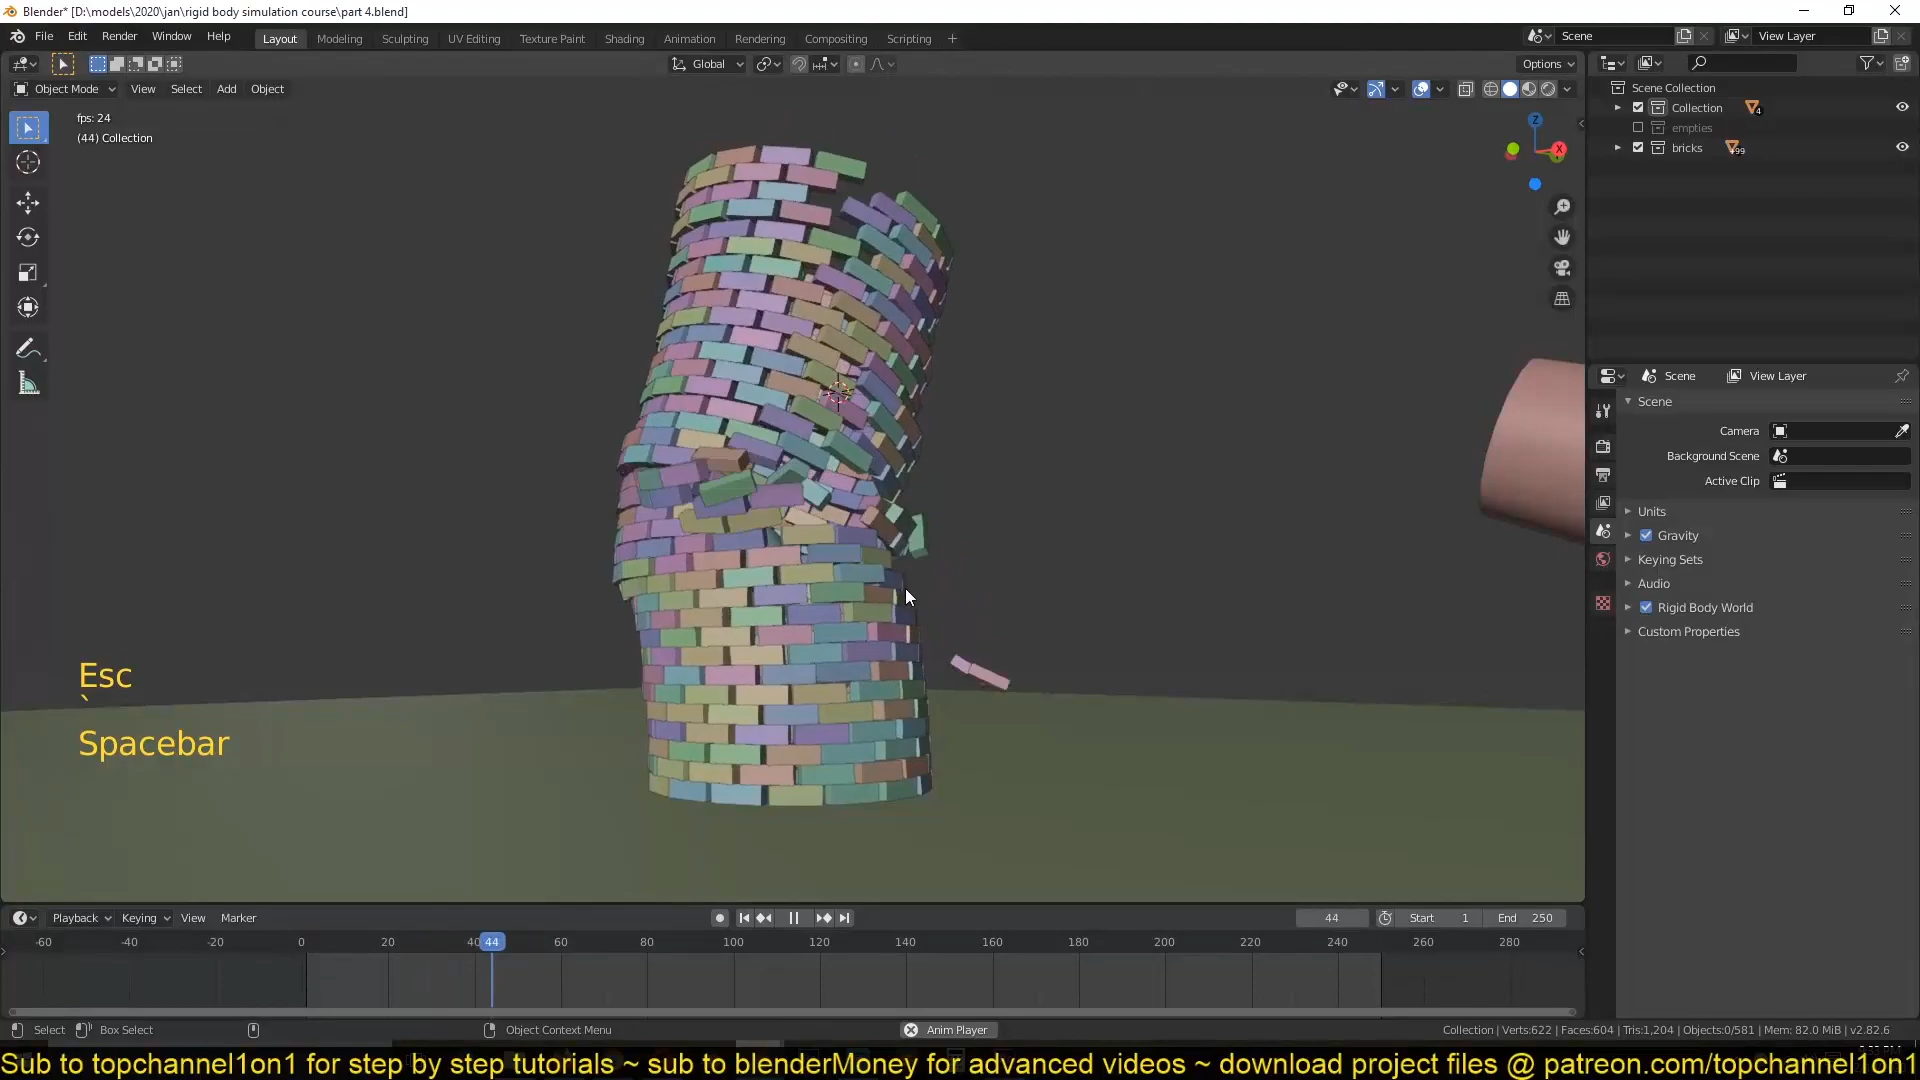 Blender* [D:\models\2020\jan\rigid body simulation course\part 4.blend]
File Edit Render Window Help Layout Modeling Sculpting UV Editing Texture Paint Shading Animation Rendering Compositing Scripting + Scene View Layer
Global Options
Object Mode View Select Add Object
Scene Collection
fps: 24
(44) Collection
Collection 4
empties
bricks
Z
X
Scene View Layer
Scene
Camera
Background Scene
Active Clip
Units
Gravity
Keying Sets
Audio
Rigid Body World
Custom Properties
Esc
`
Spacebar
Playback Keying View Marker 44 Start 1 End 250
-60 -40 -20 0 20 40 44 60 80 100 120 140 160 180 200 220 240 260 280
Select Box Select Object Context Menu Anim Player Collection | Verts:622 | Faces:604 | Tris:1,204 | Objects:0/581 | Mem: 82.0 MiB | v2.82.6
Sub to topchannel1on1 for step by step tutorials ~ sub to blenderMoney for advanced videos ~ download project files @ patreon.com/topchannel1on1